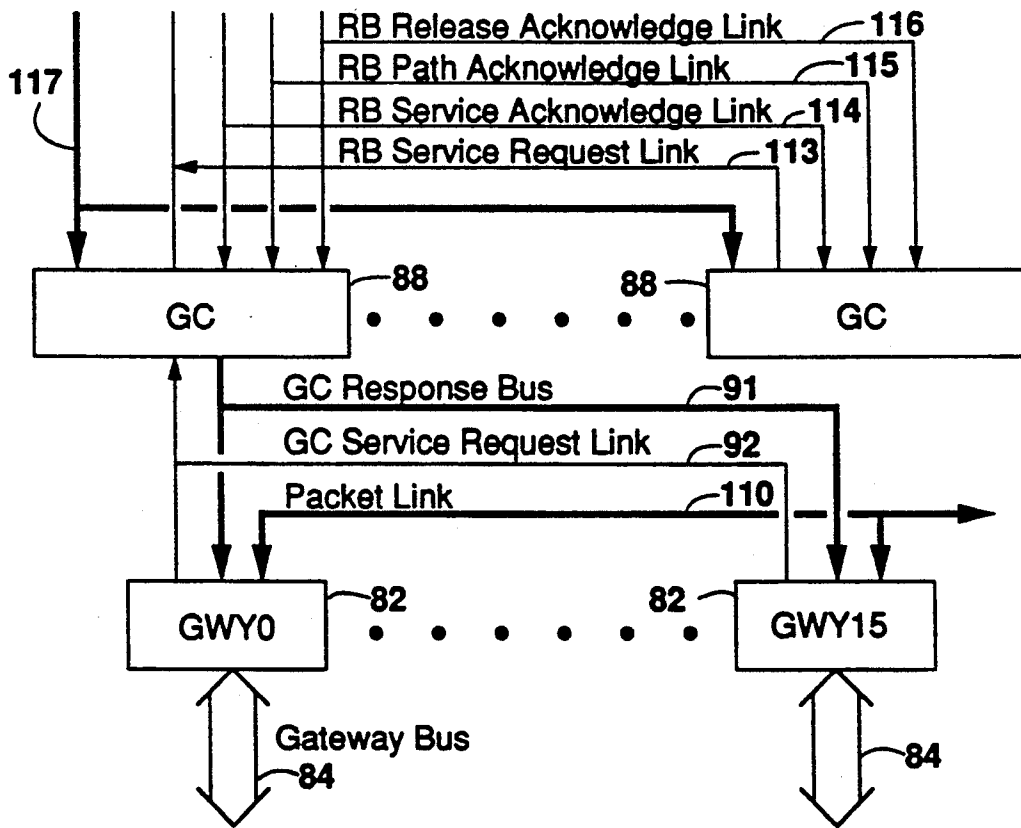 RB Release Acknowledge Link 116
117
RB Path Acknowledge Link 115
RB Service Acknowledge Link 114
RB Service Request Link 113
GC 88
88 GC
GC Response Bus 91
GC Service Request Link 92
Packet Link 110
GWY0 82
82 GWY15
Gateway Bus
84
84